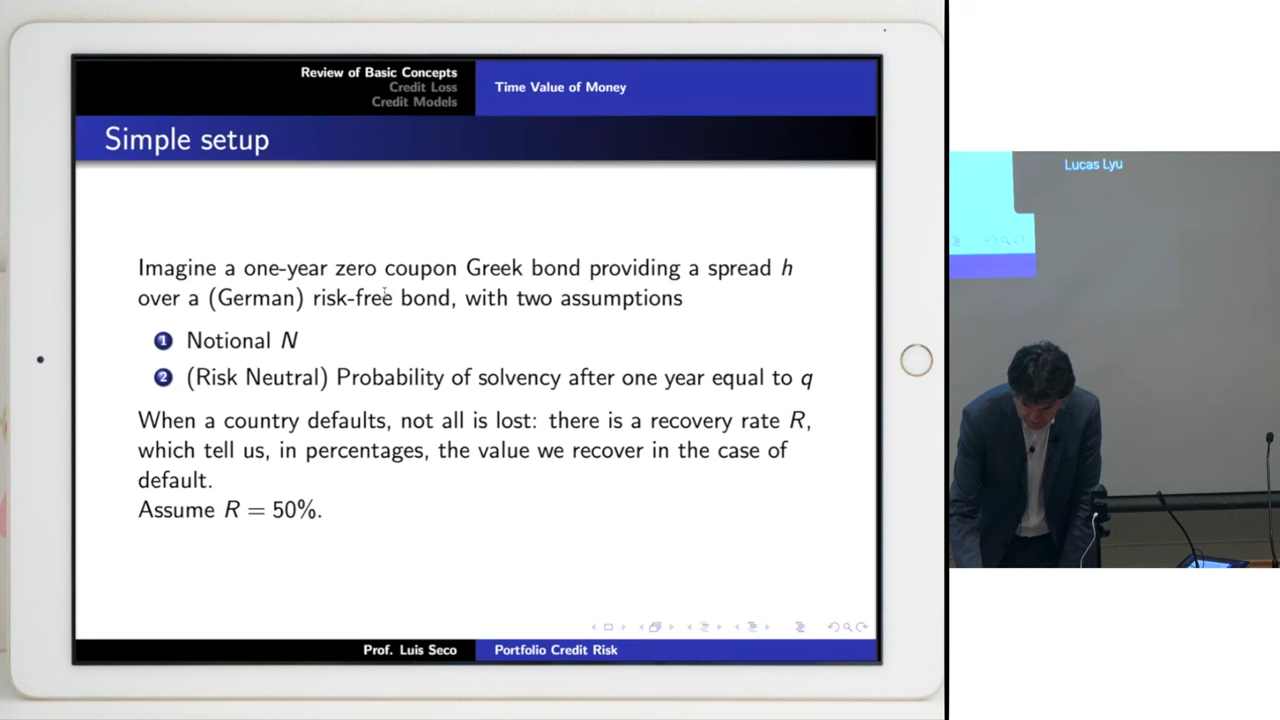 Review of Basic Concepts
Credit Loss
Credit Models
Time Value of Money
Simple setup
Imagine a one-year zero coupon Greek bond providing a spread h
over a (German) risk-free bond, with two assumptions
1 Notional N
2 (Risk Neutral) Probability of solvency after one year equal to q
When a country defaults, not all is lost: there is a recovery rate R,
which tell us, in percentages, the value we recover in the case of
default.
Assume R = 50%.
Prof. Luis Seco
Portfolio Credit Risk
Lucas Lyu